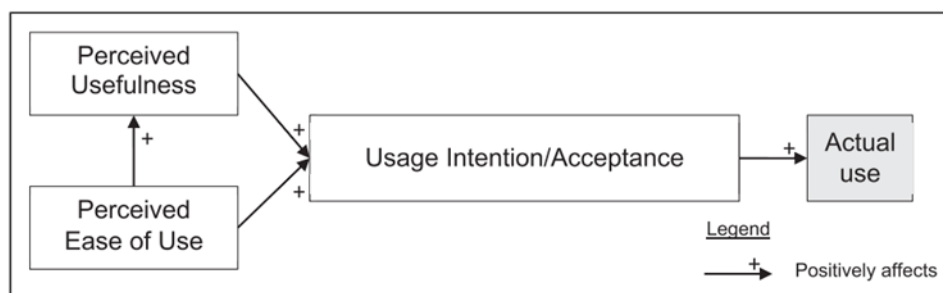 Perceived
Usefulness
+
+
+
Perceived
Ease of Use
Usage Intention/Acceptance
+
Actual
use
Legend
+
Positively affects